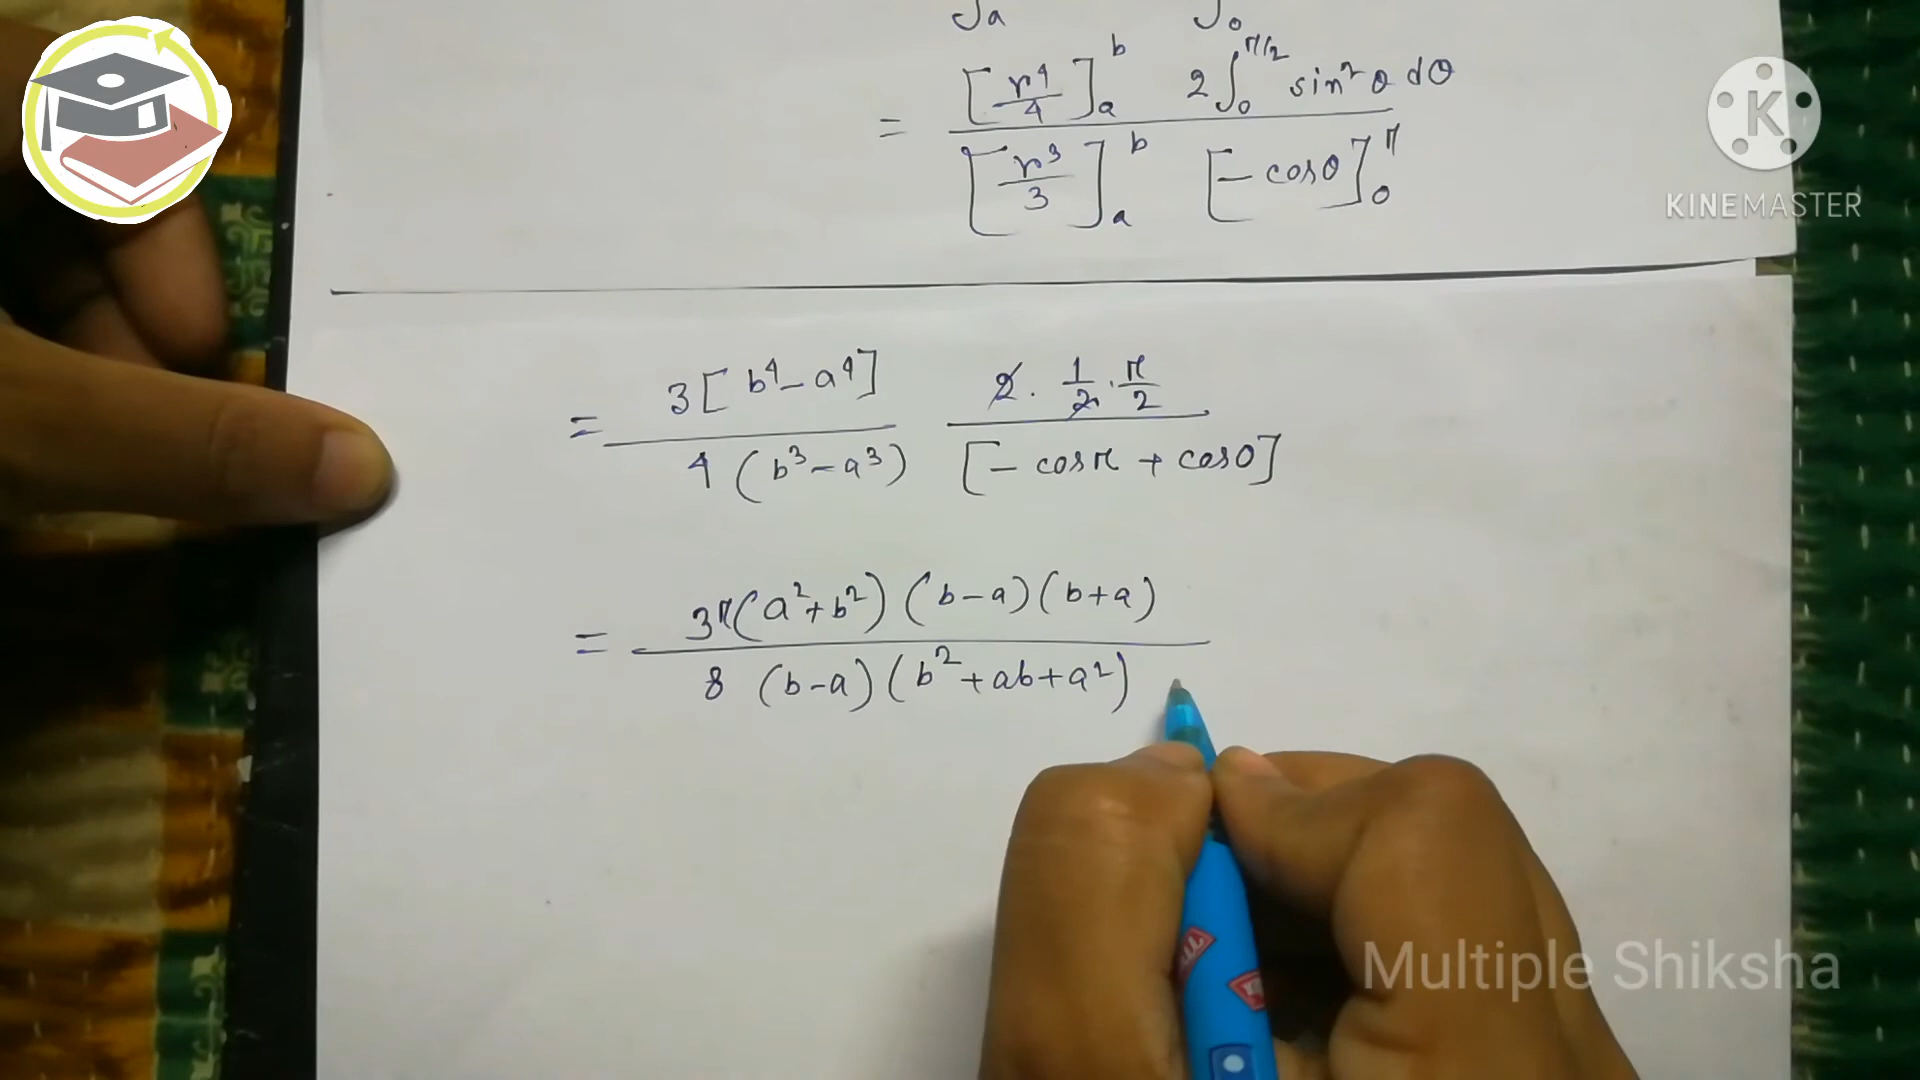 ∫a ∫0
= [r⁴/4]ₐᵇ 2∫₀^π/2 sin²θ dθ / [r³/3]ₐᵇ [- cosθ]₀^π
K
KINEMASTER
= 3[b⁴-a⁴] / 4(b³-a³) 2 · 1/2 · π/2 / [- cosπ + cos0]
= 3π(a²+b²)(b-a)(b+a) / 8 (b-a)(b²+ab+a²)
Multiple Shiksha